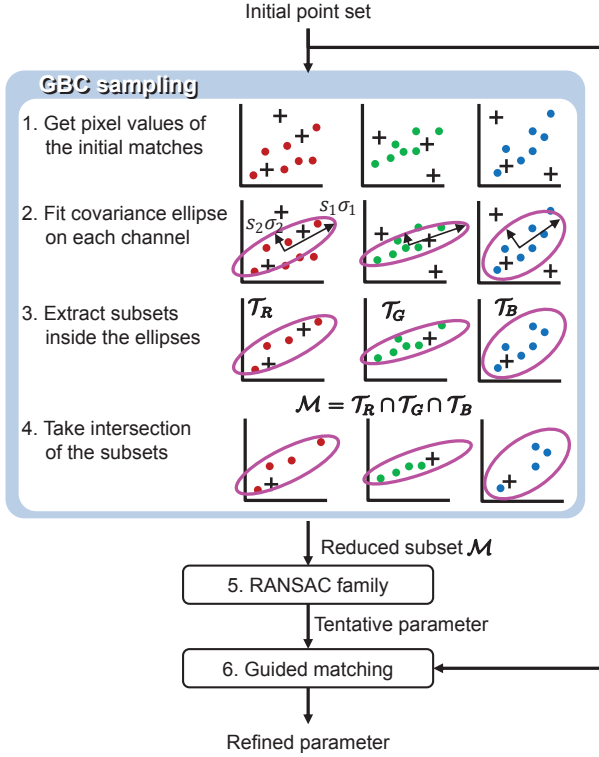 Initial point set
GBC sampling
1. Get pixel values of
the initial matches
2. Fit covariance ellipse
on each channel
s₂σ₂
s₁σ₁
3. Extract subsets
inside the ellipses
𝒯_R
𝒯_G
𝒯_B
ℳ = 𝒯_R ∩ 𝒯_G ∩ 𝒯_B
4. Take intersection
of the subsets
Reduced subset ℳ
5. RANSAC family
Tentative parameter
6. Guided matching
Refined parameter